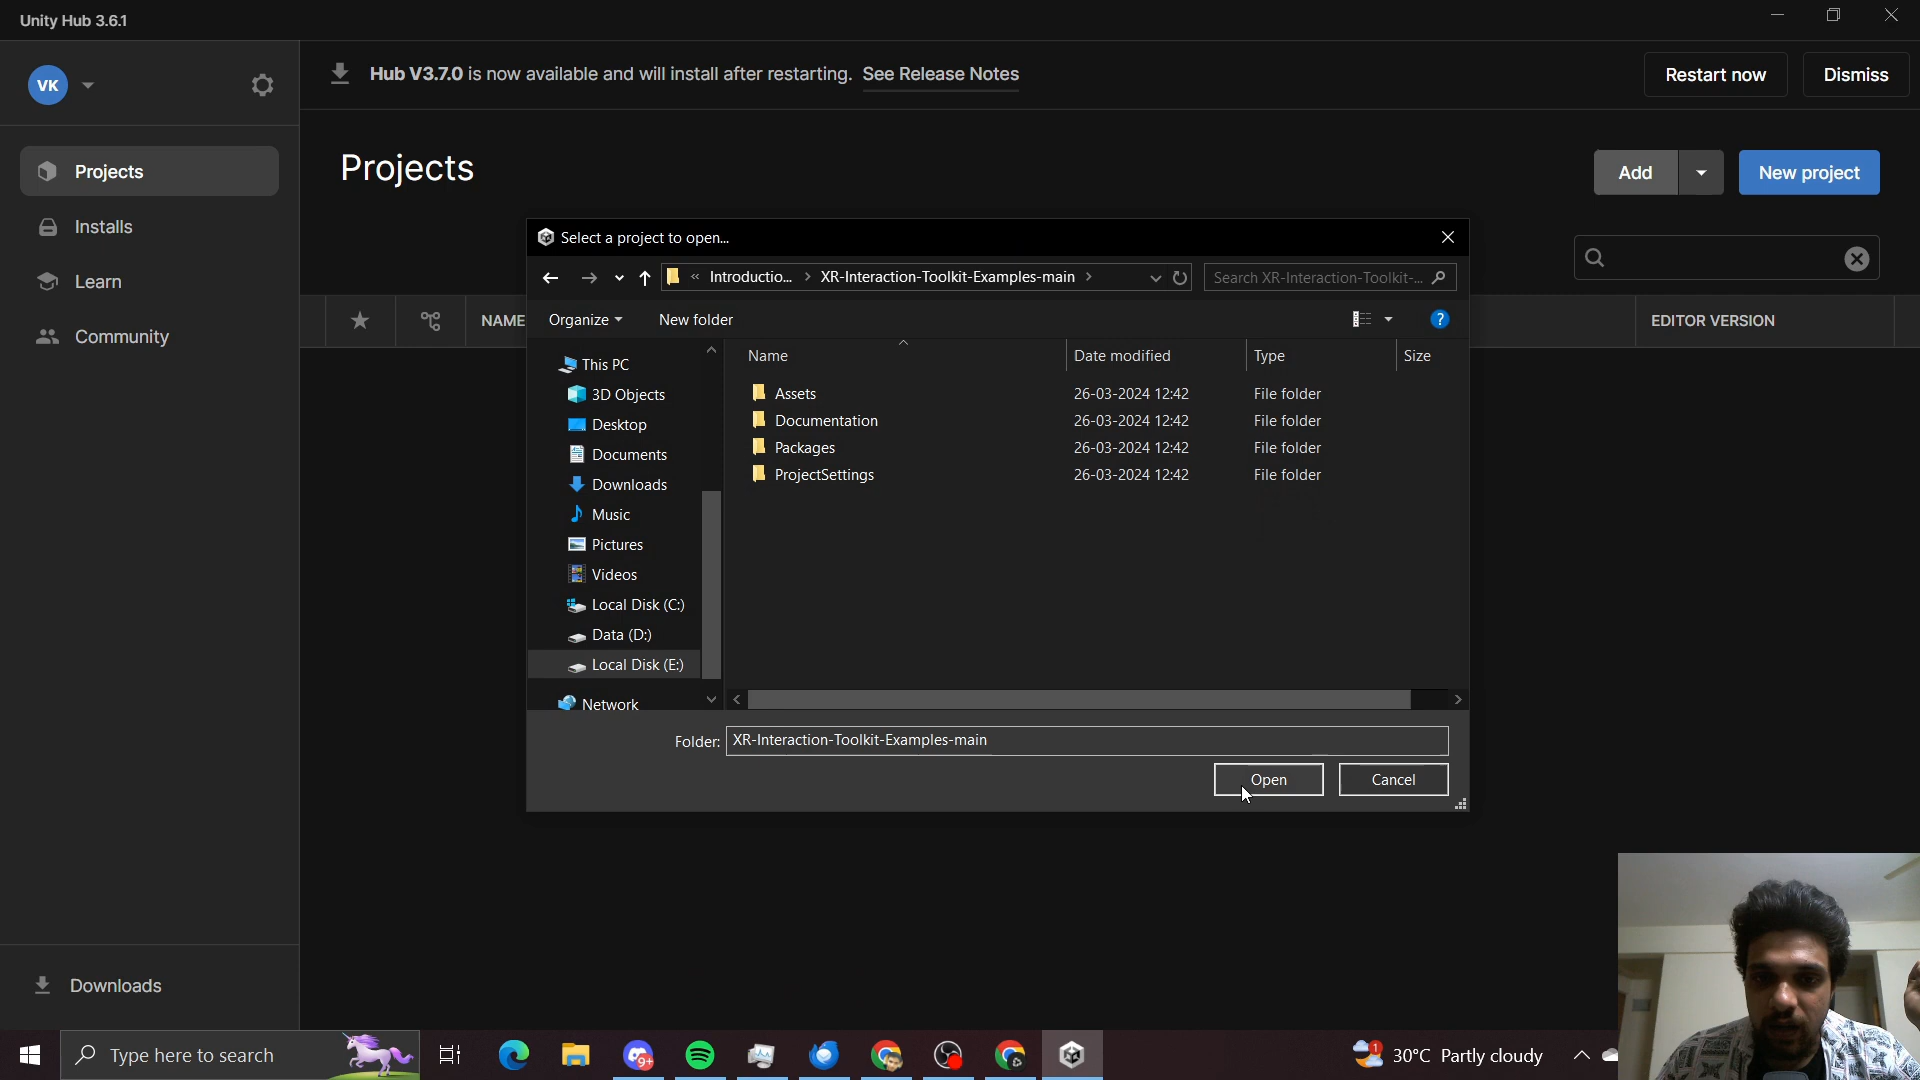 Unity Hub 3.6.1
VK
Hub V3.7.0 is now available and will install after restarting. See Release Notes
Restart now
Dismiss
Projects
Installs
Learn
Community
Downloads
Projects
Add
New project
NAME
EDITOR VERSION
Select a project to open...
« Introductio... > XR-Interaction-Toolkit-Examples-main >
Search XR-Interaction-Toolkit-...
Organize
New folder
?
This PC
3D Objects
Desktop
Documents
Downloads
Music
Pictures
Videos
Local Disk (C:)
Data (D:)
Local Disk (E:)
Network
Name Date modified Type Size
Assets 26-03-2024 12:42 File folder
Documentation 26-03-2024 12:42 File folder
Packages 26-03-2024 12:42 File folder
ProjectSettings 26-03-2024 12:42 File folder
Folder: XR-Interaction-Toolkit-Examples-main
Open
Cancel
Type here to search
9+
1
30°C Partly cloudy